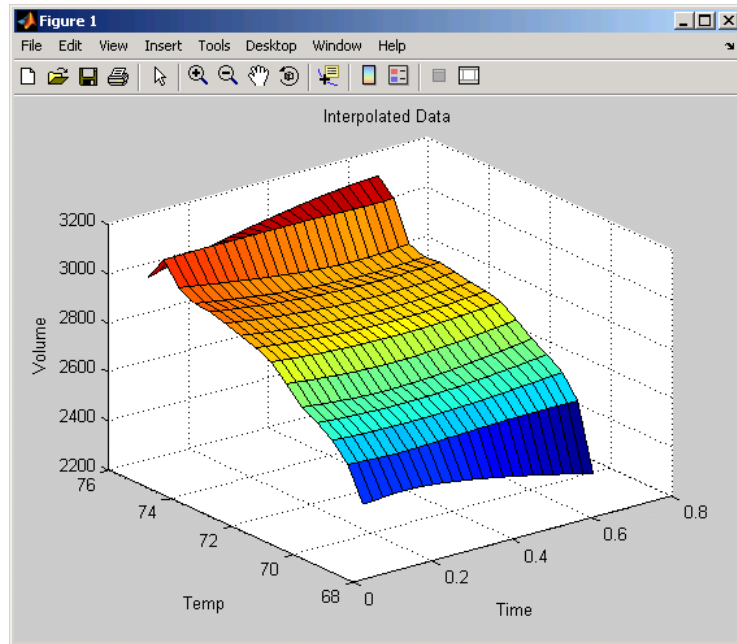 Figure 1
File Edit View Insert Tools Desktop Window Help
Interpolated Data
3200
3000
2800
2600
2400
2200
Volume
76
74
72
70
68
Temp
0
0.2
0.4
0.6
0.8
Time